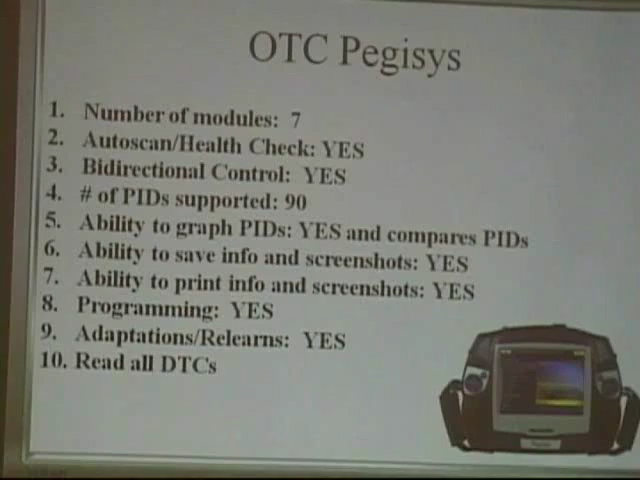 OTC Pegisys
1. Number of modules: 7
2. Autoscan/Health Check: YES
3. Bidirectional Control: YES
4. # of PIDs supported: 90
5. Ability to graph PIDs: YES and compares PIDs
6. Ability to save info and screenshots: YES
7. Ability to print info and screenshots: YES
8. Programming: YES
9. Adaptations/Relearns: YES
10. Read all DTCs